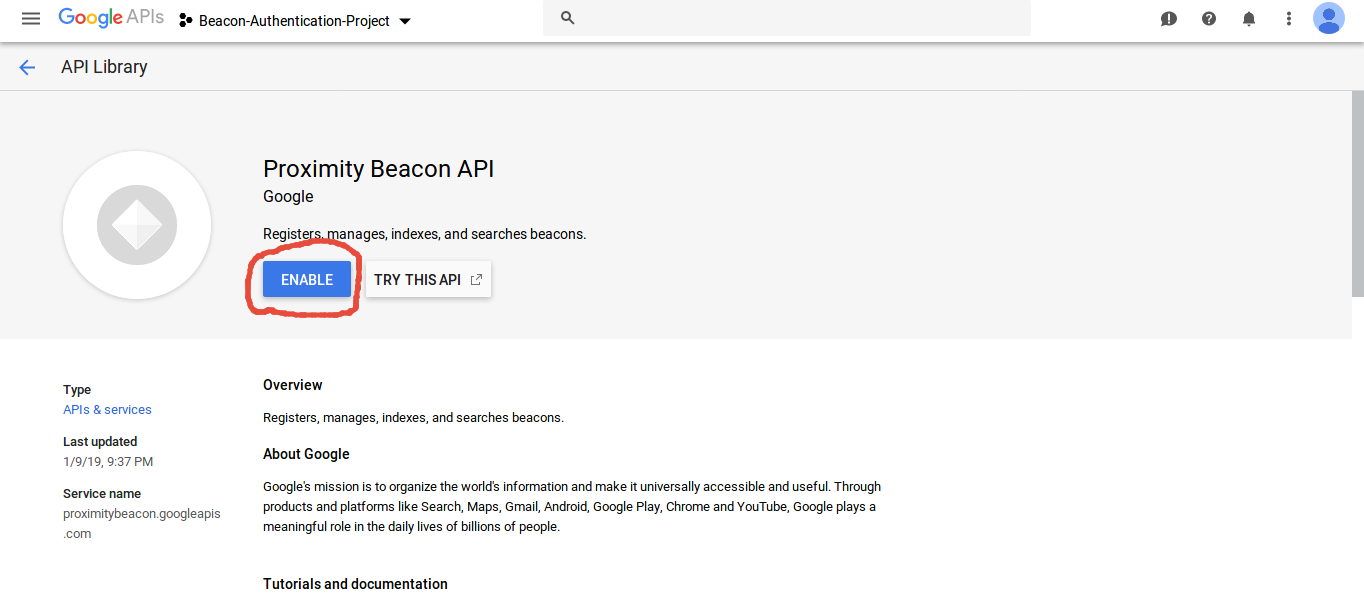 Google APIs Beacon-Authentication-Project
API Library
Proximity Beacon API
Google
Registers, manages, indexes, and searches beacons.
ENABLE TRY THIS API
Type
APIs & services
Last updated
1/9/19, 9:37 PM
Service name
proximitybeacon.googleapis
.com
Overview
Registers, manages, indexes, and searches beacons.
About Google
Google's mission is to organize the world's information and make it universally accessible and useful. Through
products and platforms like Search, Maps, Gmail, Android, Google Play, Chrome and YouTube, Google plays a
meaningful role in the daily lives of billions of people.
Tutorials and documentation